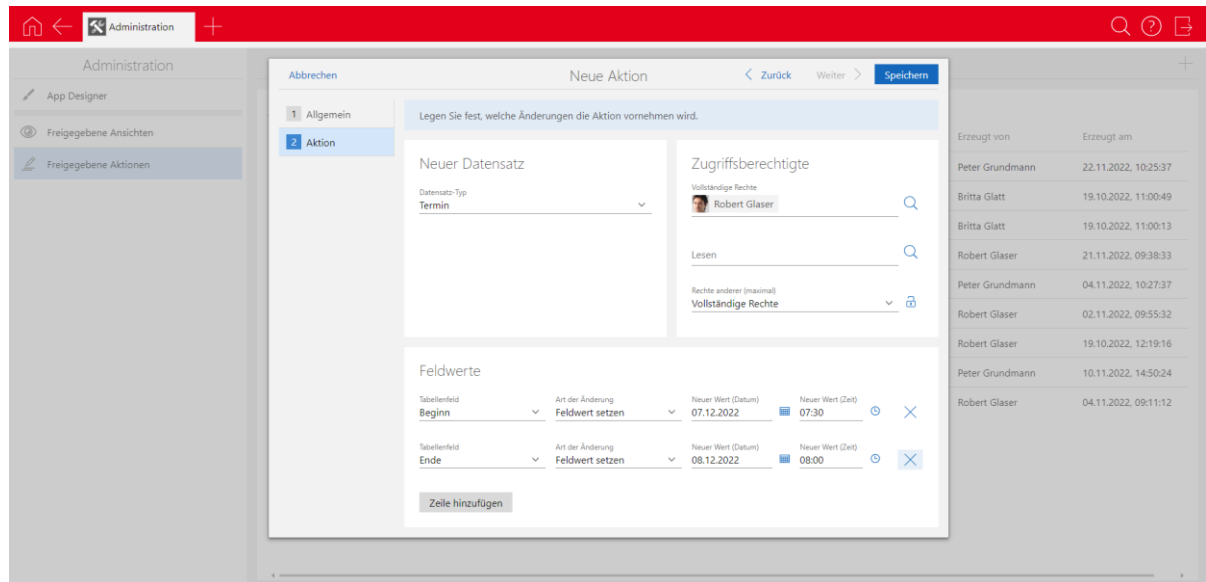 Administration
Administration
App Designer
Freigegebene Ansichten
Freigegebene Aktionen
Abbrechen
Neue Aktion
Zurück
Weiter
Speichern
1 Allgemein
2 Aktion
Legen Sie fest, welche Änderungen die Aktion vornehmen wird.
Neuer Datensatz
Datensatz-Typ
Termin
Zugriffsberechtigte
Vollständige Rechte
Robert Glaser
Lesen
Rechte anderer (maximal)
Vollständige Rechte
Feldwerte
Tabellenfeld Art der Änderung Neuer Wert (Datum) Neuer Wert (Zeit)
Beginn Feldwert setzen 07.12.2022 07:30
Tabellenfeld Art der Änderung Neuer Wert (Datum) Neuer Wert (Zeit)
Ende Feldwert setzen 08.12.2022 08:00
Zeile hinzufügen
Erzeugt von Erzeugt am
Peter Grundmann 22.11.2022, 10:25:37
Britta Glatt 19.10.2022, 11:00:49
Britta Glatt 19.10.2022, 11:00:13
Robert Glaser 21.11.2022, 09:38:33
Peter Grundmann 04.11.2022, 10:27:37
Robert Glaser 02.11.2022, 09:55:32
Robert Glaser 19.10.2022, 12:19:16
Peter Grundmann 10.11.2022, 14:50:24
Robert Glaser 04.11.2022, 09:11:12